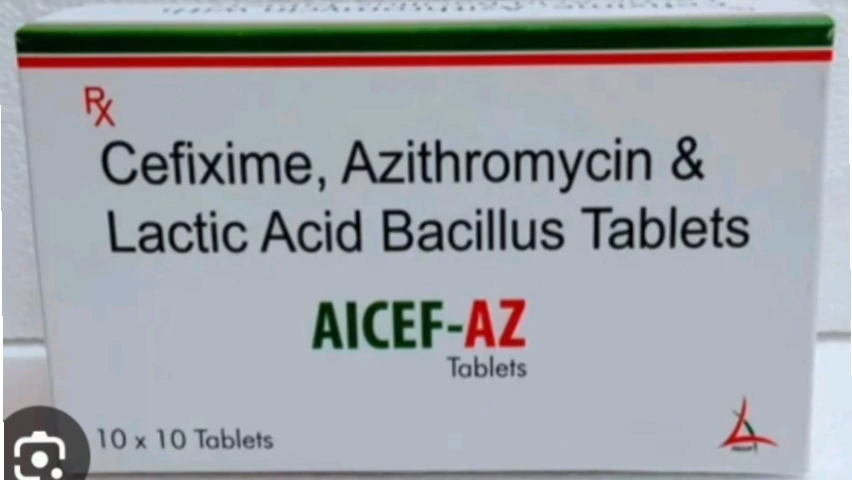 Rx
Cefixime, Azithromycin &
Lactic Acid Bacillus Tablets
AICEF-AZ
Tablets
10 x 10 Tablets